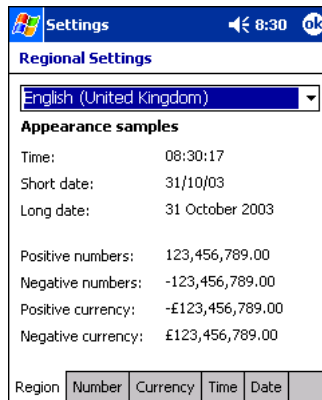 Settings 8:30 ok
Regional Settings
English (United Kingdom)
Appearance samples
Time: 08:30:17
Short date: 31/10/03
Long date: 31 October 2003
Positive numbers: 123,456,789.00
Negative numbers: -123,456,789.00
Positive currency: -£123,456,789.00
Negative currency: £123,456,789.00
Region Number Currency Time Date